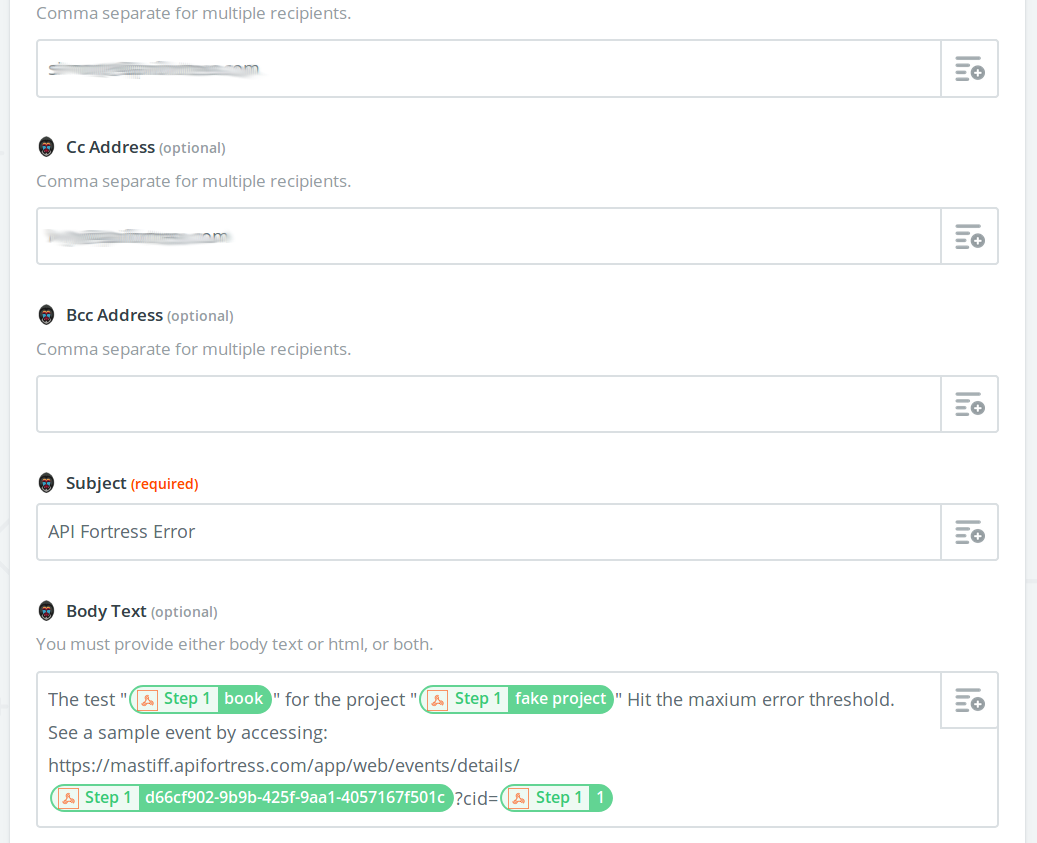 Comma separate for multiple recipients.
Cc Address (optional)
Comma separate for multiple recipients.
Bcc Address (optional)
Comma separate for multiple recipients.
Subject (required)
API Fortress Error
Body Text (optional)
You must provide either body text or html, or both.
The test "Step 1 book" for the project "Step 1 fake project" Hit the maxium error threshold.
See a sample event by accessing:
https://mastiff.apifortress.com/app/web/events/details/
Step 1 d66cf902-9b9b-425f-9aa1-4057167f501c?cid=Step 1 1